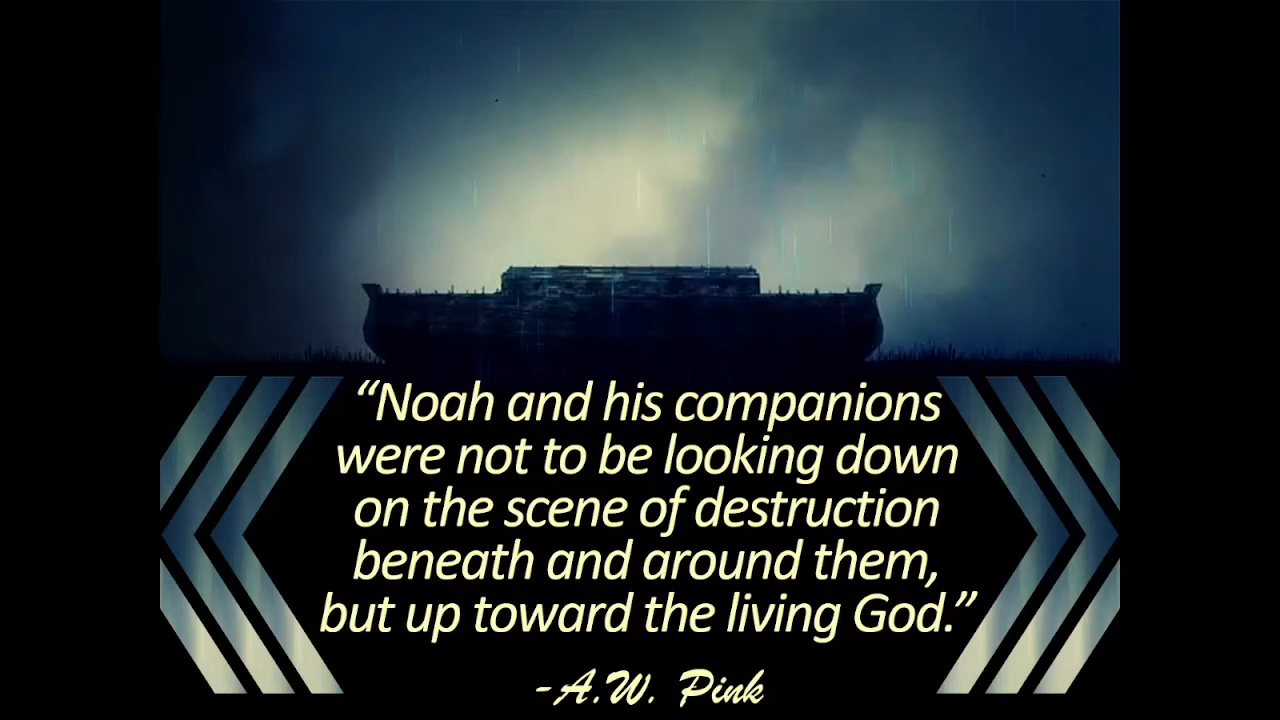 “Noah and his companions
were not to be looking down
on the scene of destruction
beneath and around them,
but up toward the living God.”
-A.W. Pink